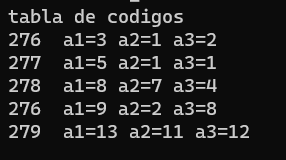 tabla de codigos
276  a1=3 a2=1 a3=2
277  a1=5 a2=1 a3=1
278  a1=8 a2=7 a3=4
276  a1=9 a2=2 a3=8
279  a1=13 a2=11 a3=12